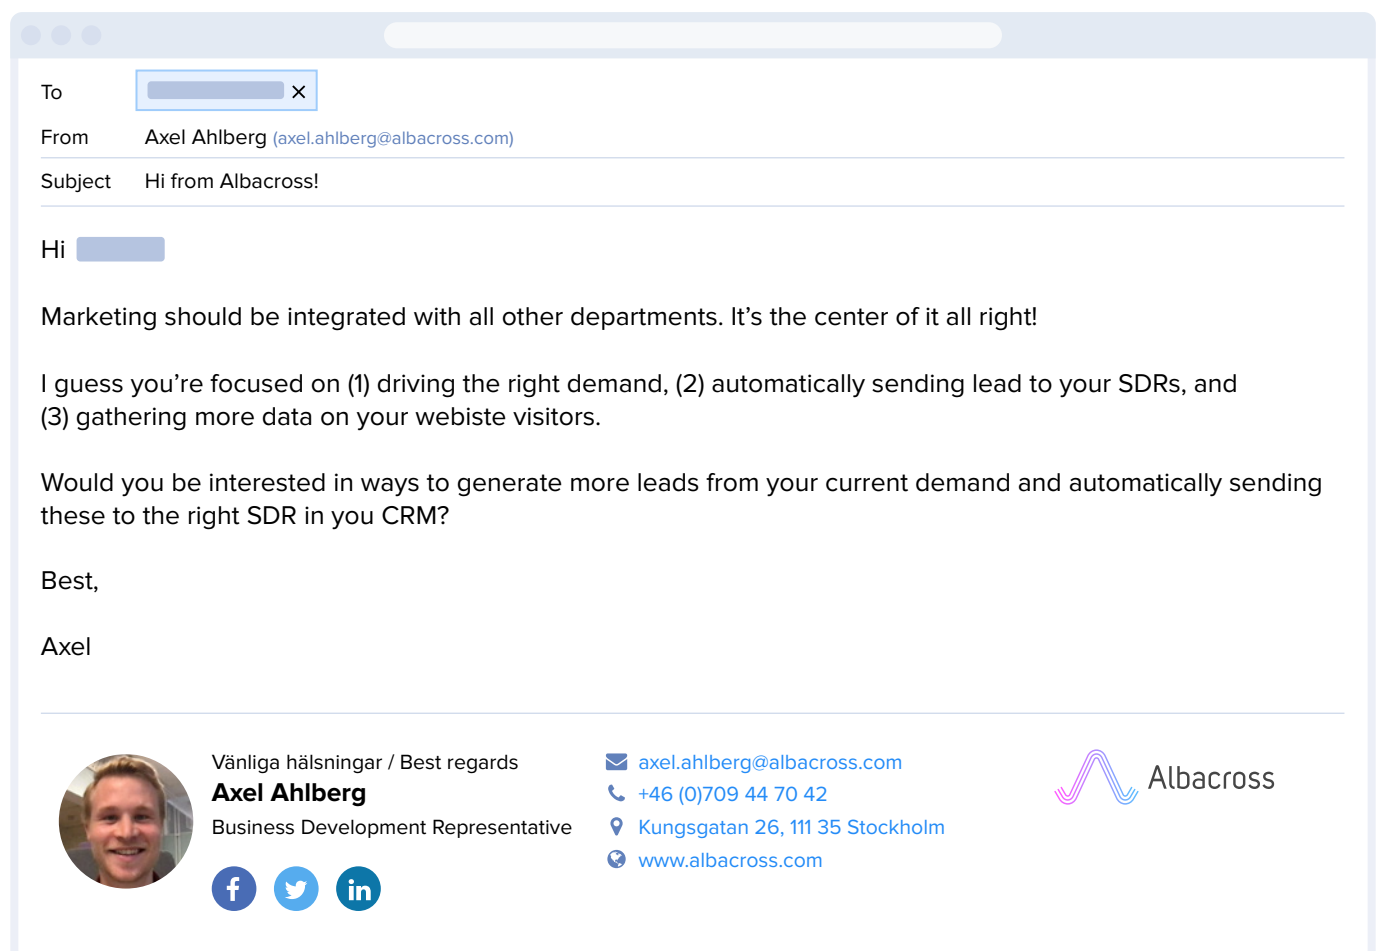 To
From Axel Ahlberg (axel.ahlberg@albacross.com)
Subject Hi from Albacross!
Hi
Marketing should be integrated with all other departments. It’s the center of it all right!
I guess you’re focused on (1) driving the right demand, (2) automatically sending lead to your SDRs, and
(3) gathering more data on your webiste visitors.
Would you be interested in ways to generate more leads from your current demand and automatically sending
these to the right SDR in you CRM?
Best,
Axel
Vänliga hälsningar / Best regards
Axel Ahlberg
Business Development Representative
axel.ahlberg@albacross.com
+46 (0)709 44 70 42
Kungsgatan 26, 111 35 Stockholm
www.albacross.com
Albacross